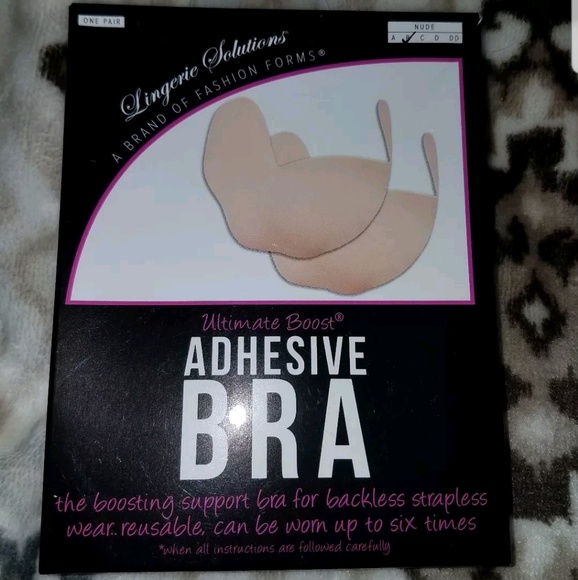 ONE PAIR
NUDE
A B C D DD
Lingerie Solutions
A BRAND OF FASHION FORMS®
Ultimate Boost®
ADHESIVE
BRA
the boosting support bra for backless strapless
wear. reusable, can be worn up to six times
*when all instructions are followed carefully